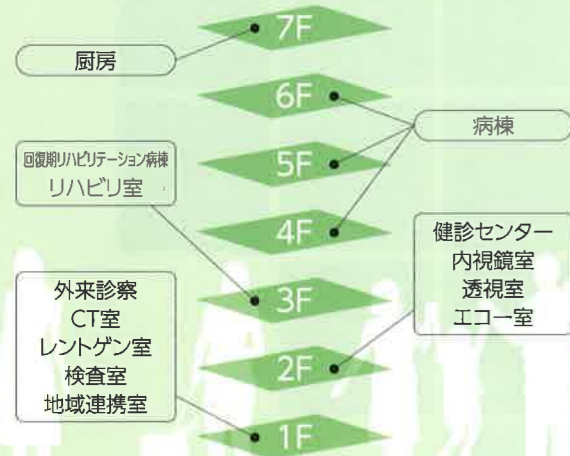 7F
厨房
6F
病棟
5F
回復期リハビリテーション病棟
リハビリ室
4F
健診センター
内視鏡室
透視室
エコー室
3F
外来診察
CT室
レントゲン室
検査室
地域連携室
2F
1F